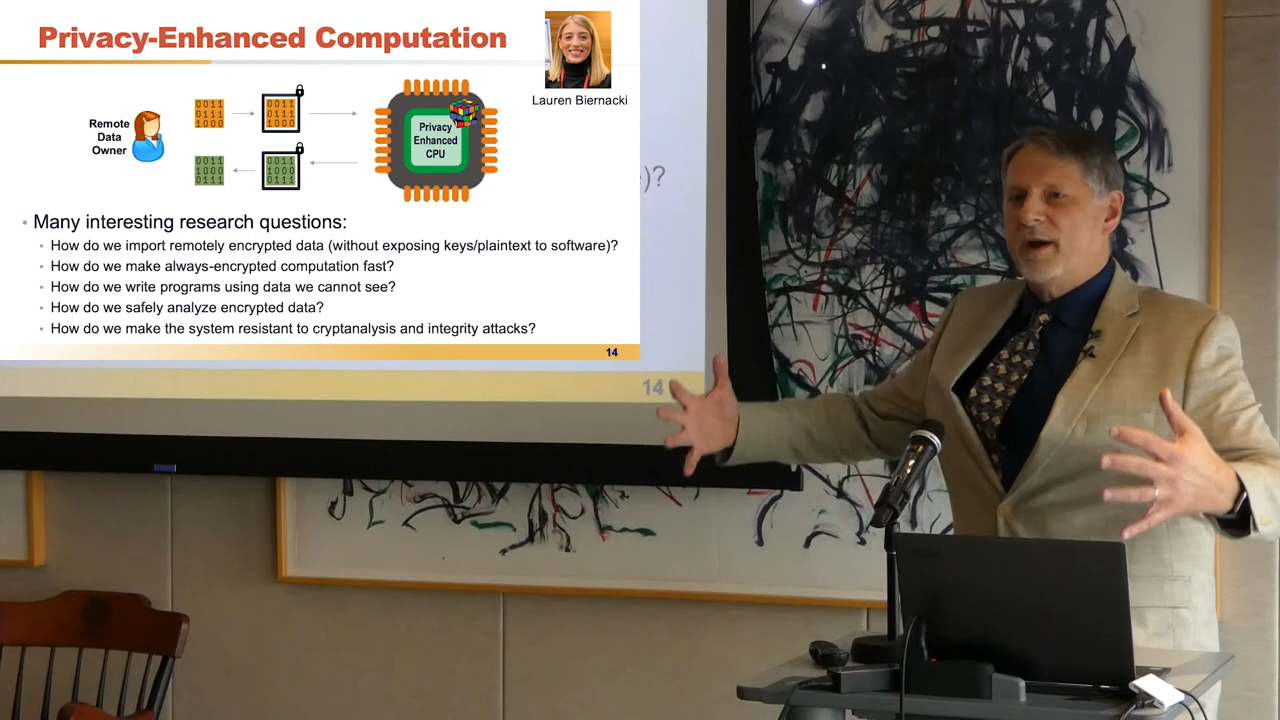 Privacy-Enhanced Computation
Lauren Biernacki
Remote
Data
Owner
0011
0111
1000
0011
0111
1000
Privacy
Enhanced
CPU
0011
1000
0111
0011
1000
0111
)?
• Many interesting research questions:
• How do we import remotely encrypted data (without exposing keys/plaintext to software)?
• How do we make always-encrypted computation fast?
• How do we write programs using data we cannot see?
• How do we safely analyze encrypted data?
• How do we make the system resistant to cryptanalysis and integrity attacks?
14
14